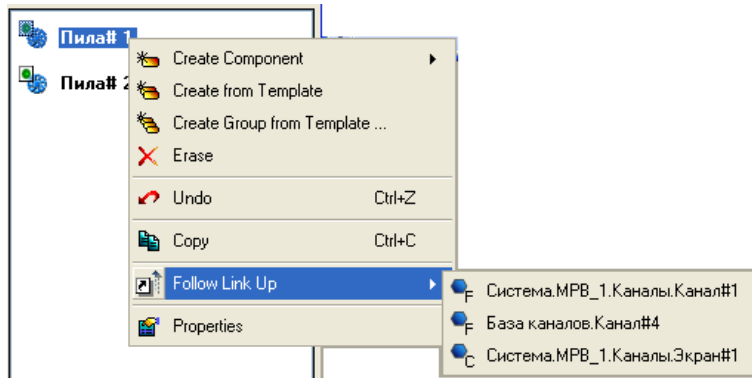 Пила# 1
Create Component
Create from Template
Пила# 2
Create Group from Template ...
Erase
Undo Ctrl+Z
Copy Ctrl+C
Follow Link Up
Система.МРВ_1.Каналы.Канал#1
База каналов.Канал#4
Система.МРВ_1.Каналы.Экран#1
Properties
F
F
C